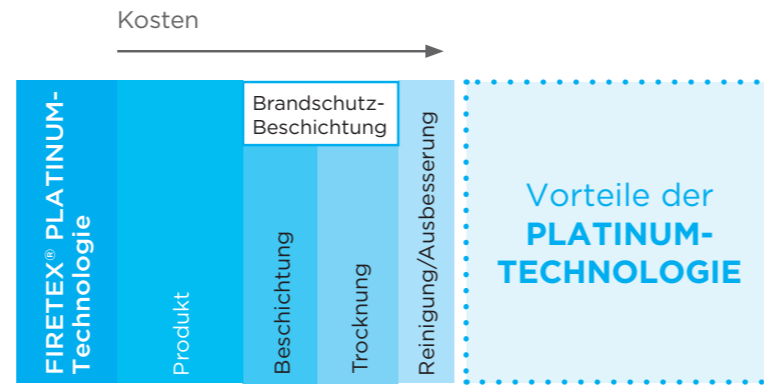 Kosten
FIRETEX® PLATINUM-
Technologie
Produkt
Brandschutz-
Beschichtung
Beschichtung
Trocknung
Reinigung/Ausbesserung
Vorteile der
PLATINUM-
TECHNOLOGIE